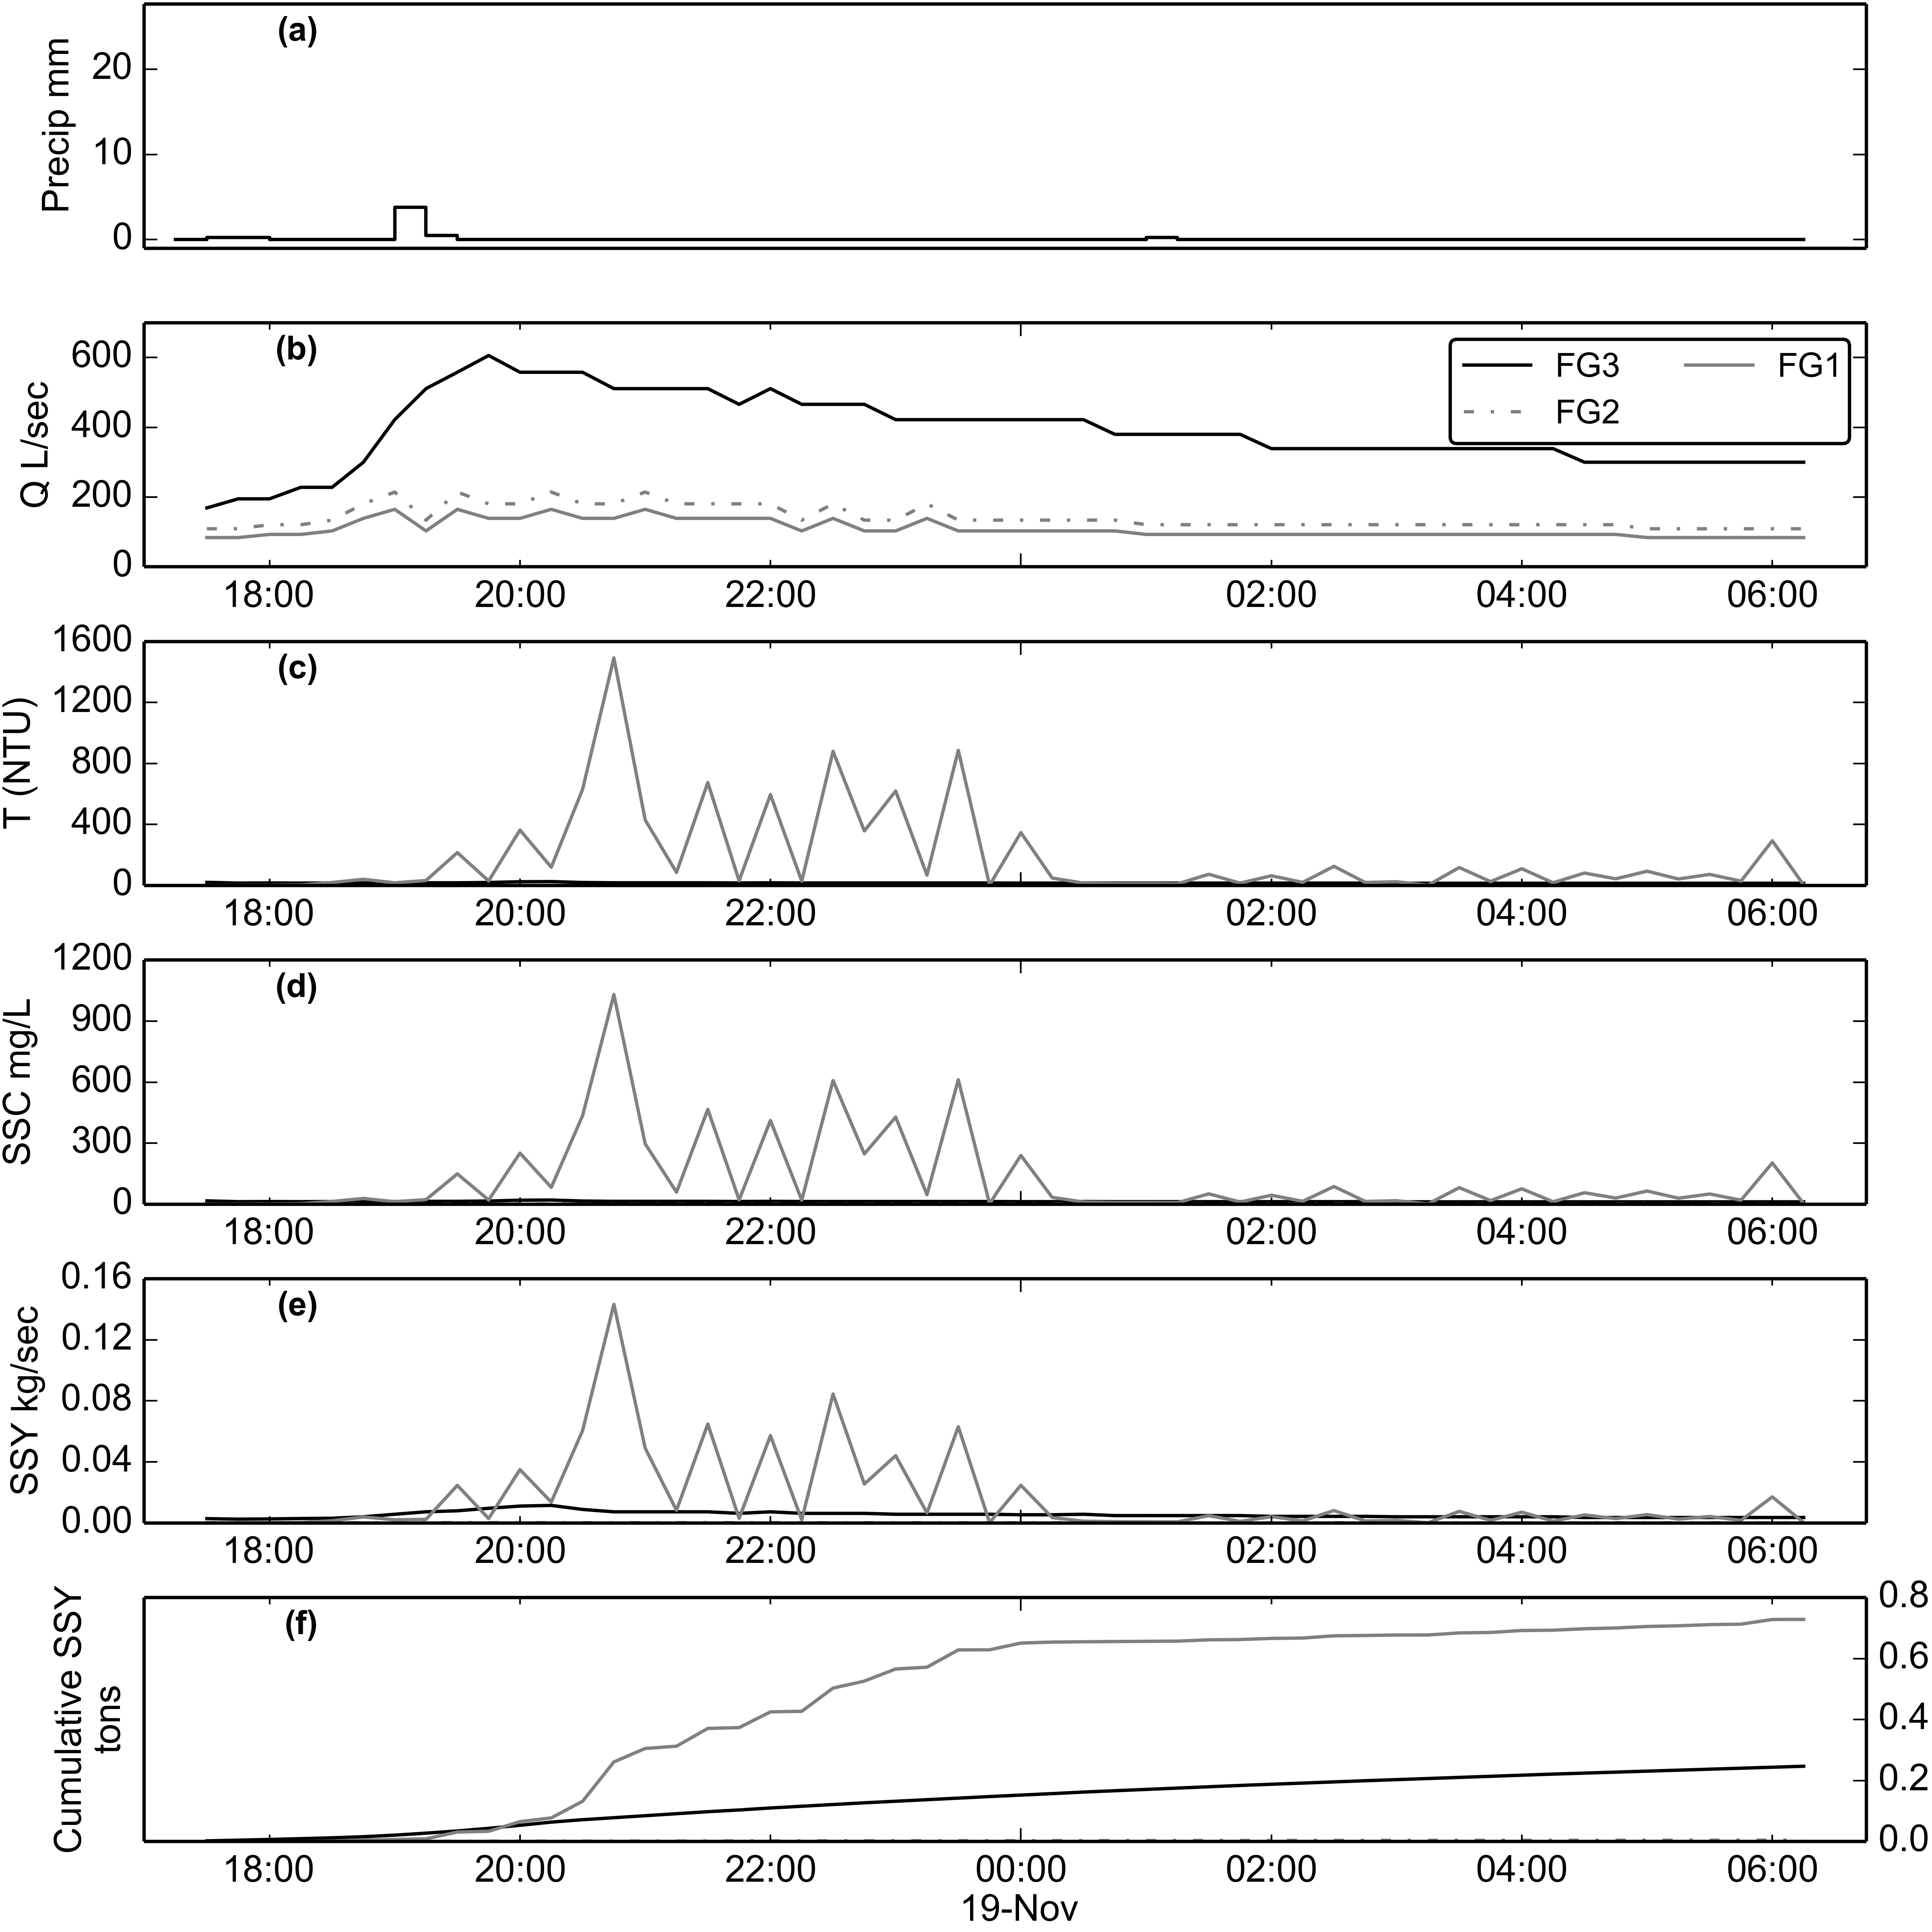 (a)
Precip mm
20
10
0
(b)
Q L/sec
600
400
200
0
FG3
FG1
FG2
18:00 20:00 22:00 02:00 04:00 06:00
(c)
T (NTU)
1600
1200
800
400
0
18:00 20:00 22:00 02:00 04:00 06:00
(d)
SSC mg/L
1200
900
600
300
0
18:00 20:00 22:00 02:00 04:00 06:00
(e)
SSY kg/sec
0.16
0.12
0.08
0.04
0.00
18:00 20:00 22:00 02:00 04:00 06:00
(f)
Cumulative SSY
tons
0.8
0.6
0.4
0.2
0.0
18:00 20:00 22:00 00:00 02:00 04:00 06:00
19-Nov